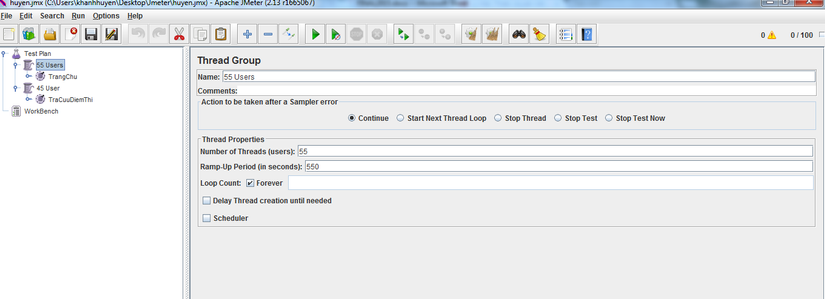 huyen.jmx (C:\Users\khanhhuyen\Desktop\Jmeter\huyen.jmx) - Apache JMeter (2.13 r1665067)
File Edit Search Run Options Help
0 0 / 100
Test Plan
55 Users
TrangChu
45 User
TraCuuDiemThi
WorkBench
Thread Group
Name: 55 Users
Comments:
Action to be taken after a Sampler error
Continue Start Next Thread Loop Stop Thread Stop Test Stop Test Now
Thread Properties
Number of Threads (users): 55
Ramp-Up Period (in seconds): 550
Loop Count: Forever
Delay Thread creation until needed
Scheduler